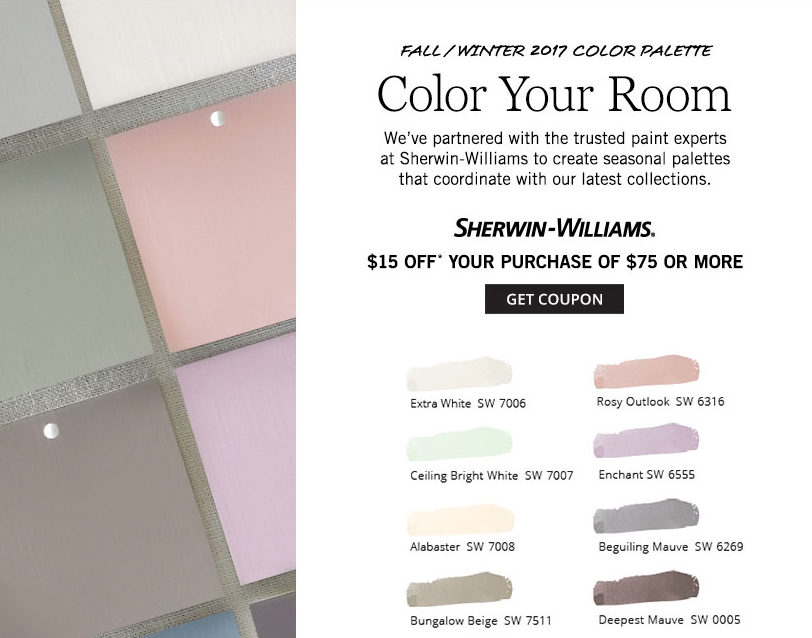 FALL/WINTER 2017 COLOR PALETTE
Color Your Room
We've partnered with the trusted paint experts
at Sherwin-Williams to create seasonal palettes
that coordinate with our latest collections.
SHERWIN-WILLIAMS®
$15 OFF* YOUR PURCHASE OF $75 OR MORE
GET COUPON
Extra White SW 7006
Rosy Outlook SW 6316
Ceiling Bright White SW 7007
Enchant SW 6555
Alabaster SW 7008
Beguiling Mauve SW 6269
Bungalow Beige SW 7511
Deepest Mauve SW 0005